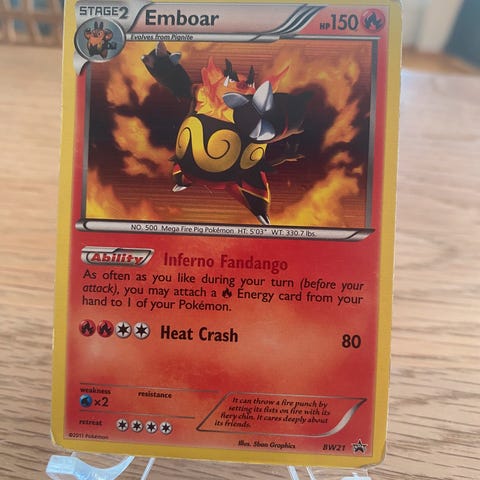 STAGE2 Emboar HP150
Evolves from Pignite
NO. 500 Mega Fire Pig Pokémon HT: 5'03" WT: 330.7 lbs.
Ability Inferno Fandango
As often as you like during your turn (before your
attack), you may attach a Energy card from your
hand to 1 of your Pokémon.
Heat Crash 80
weakness resistance
×2
retreat
It can throw a fire punch by
setting its fists on fire with its
fiery chin. It cares deeply about
its friends.
©2011 Pokémon
Illus. 5ban Graphics
BW21